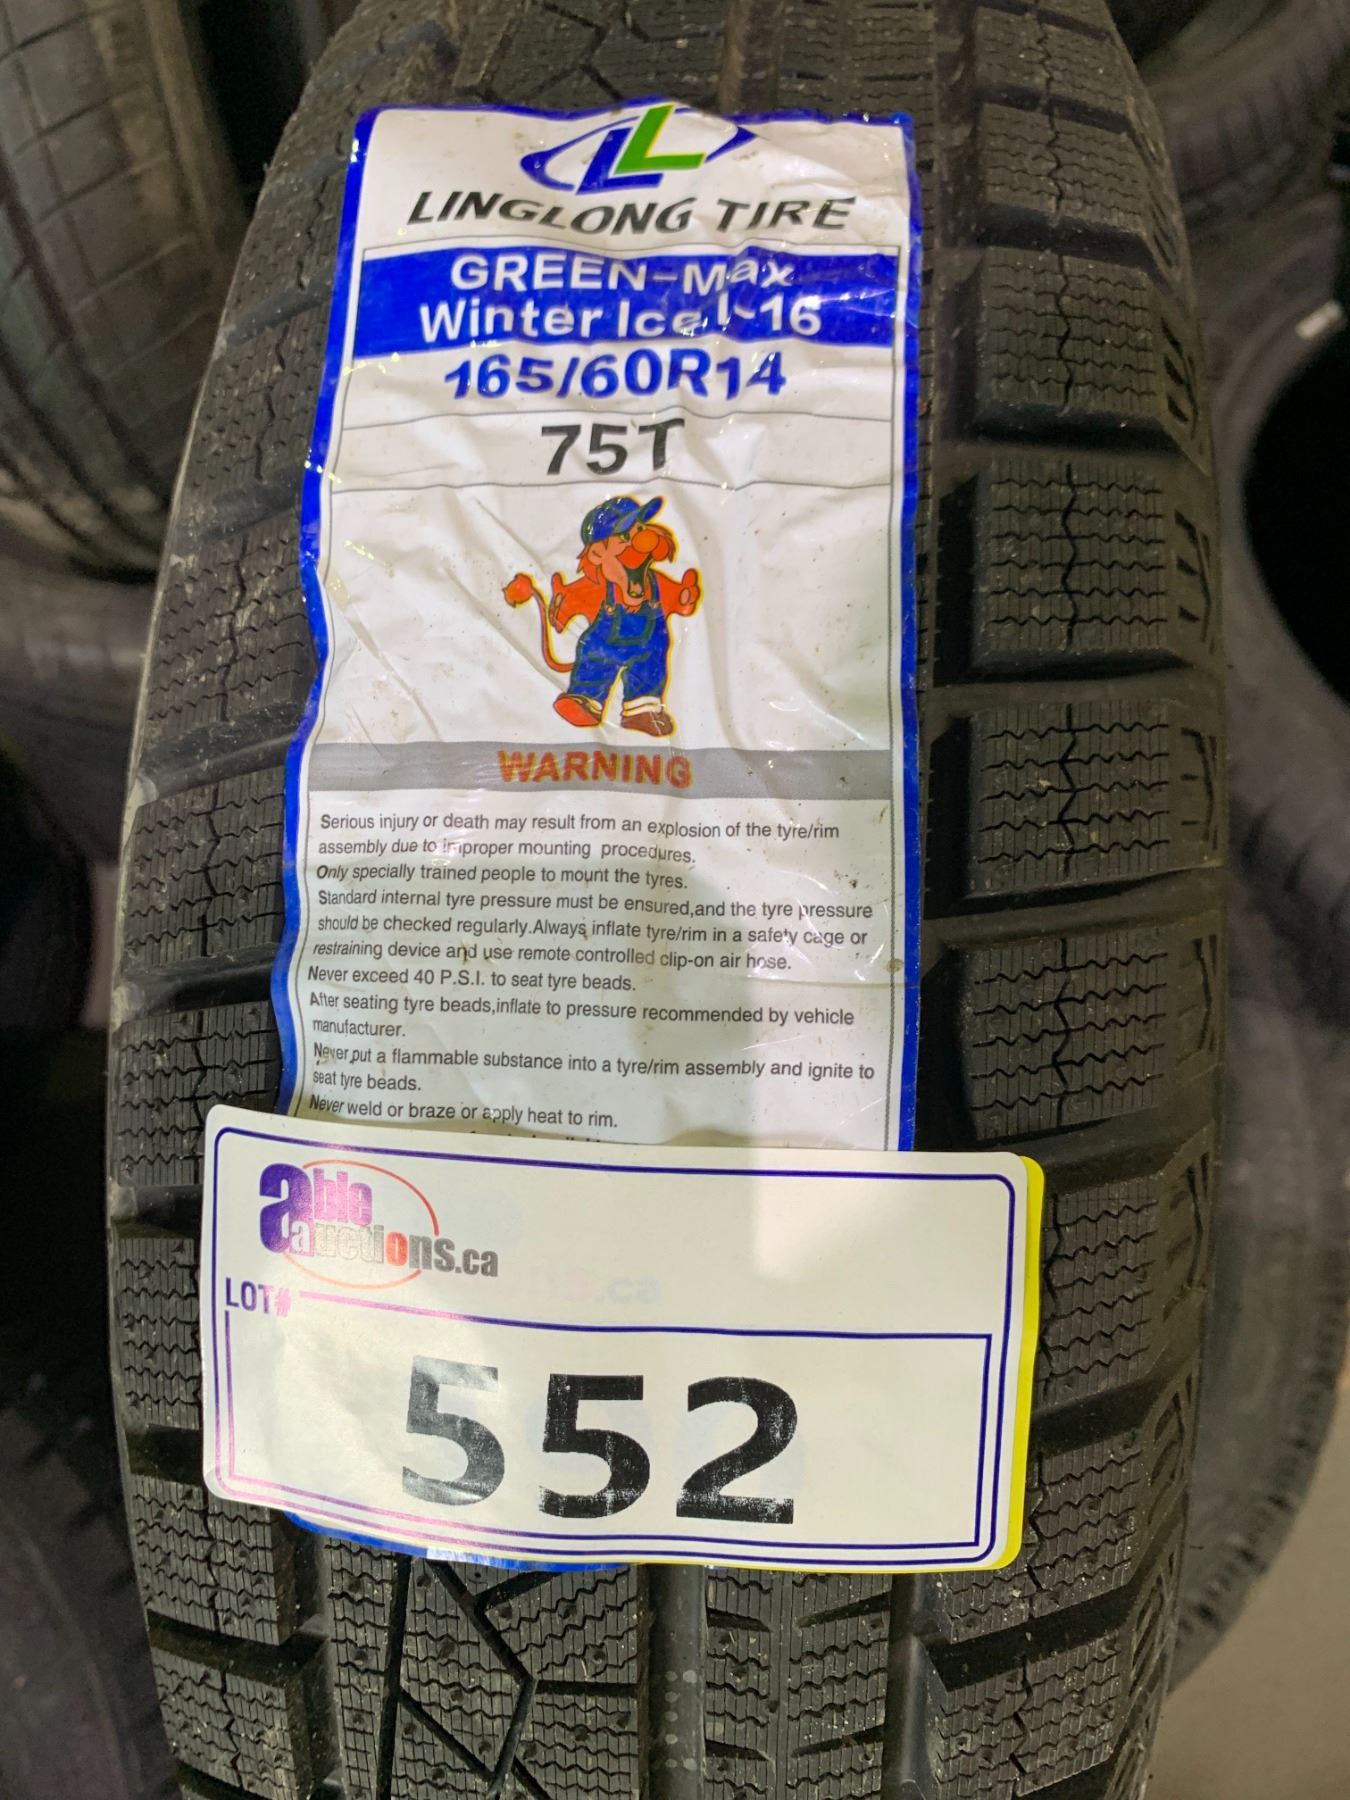 LINGLONG TIRE
GREEN-Max
Winter Ice I-16
165/60R14
75T
WARNING
Serious injury or death may result from an explosion of the tyre/rim
assembly due to improper mounting procedures.
Only specially trained people to mount the tyres.
Standard internal tyre pressure must be ensured,and the tyre pressure
should be checked regularly.Always inflate tyre/rim in a safety cage or
restraining device and use remote controlled clip-on air hose.
Never exceed 40 P.S.I. to seat tyre beads.
After seating tyre beads,inflate to pressure recommended by vehicle
manufacturer.
Never put a flammable substance into a tyre/rim assembly and ignite to
seat tyre beads.
Never weld or braze or apply heat to rim.
able
auctions.ca
LOT#
552